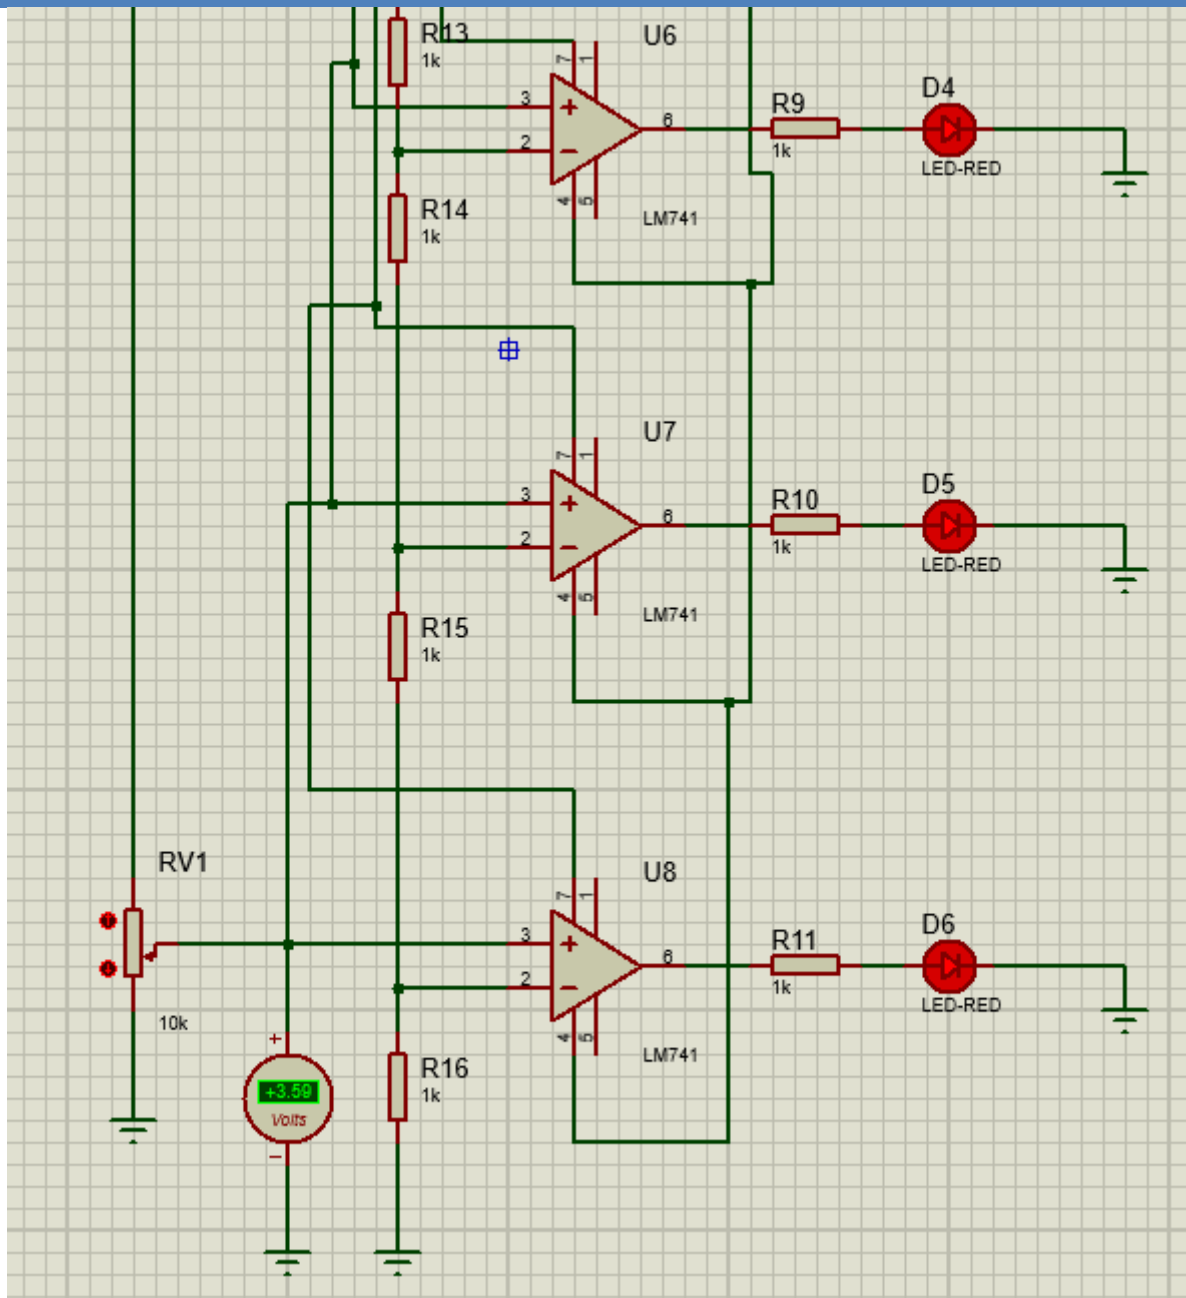 R13
1k
U6
7
1
3
+
2
−
6
4
5
LM741
R9
1k
D4
LED-RED
R14
1k
U7
7
1
3
+
2
−
6
4
5
LM741
R10
1k
D5
LED-RED
R15
1k
RV1
10k
U8
7
1
3
+
2
−
6
4
5
LM741
R11
1k
D6
LED-RED
R16
1k
+
+3.59
Volts
−